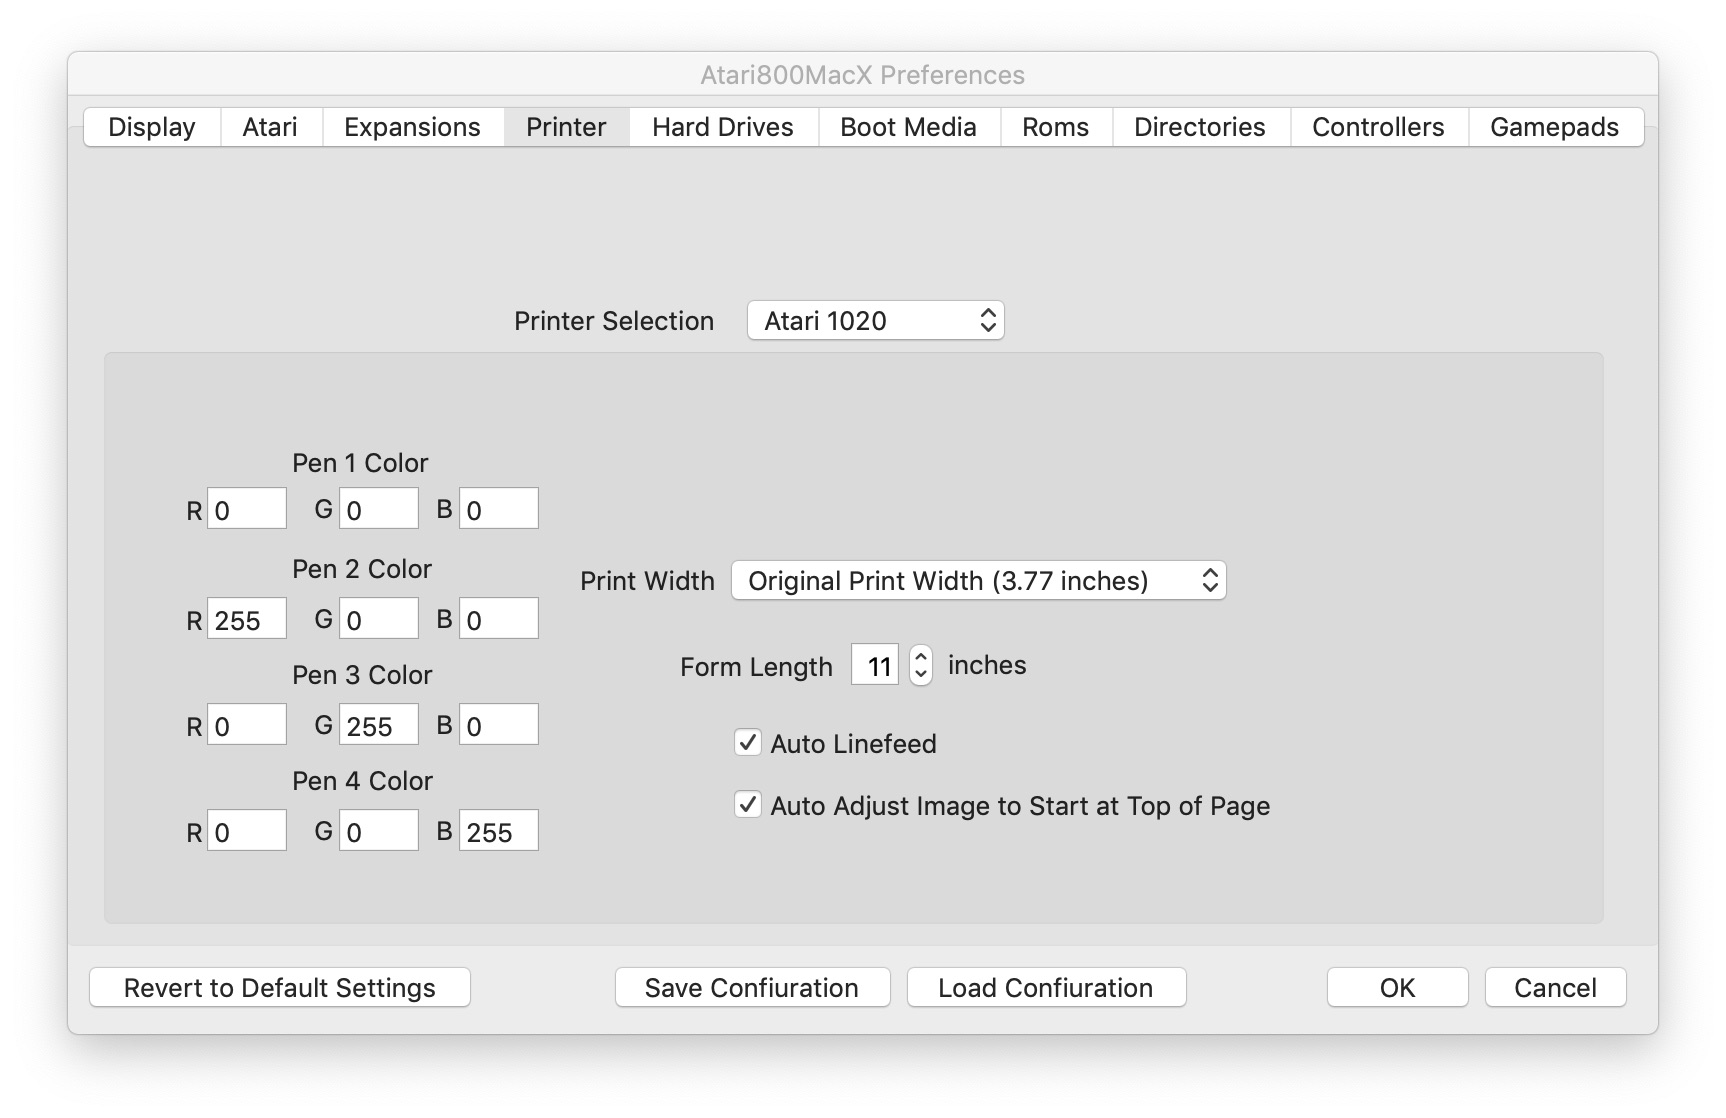 Atari800MacX Preferences
Display Atari Expansions Printer Hard Drives Boot Media Roms Directories Controllers Gamepads
Printer Selection Atari 1020
Pen 1 Color
R 0 G 0 B 0
Pen 2 Color
R 255 G 0 B 0
Pen 3 Color
R 0 G 255 B 0
Pen 4 Color
R 0 G 0 B 255
Print Width Original Print Width (3.77 inches)
Form Length 11 inches
Auto Linefeed
Auto Adjust Image to Start at Top of Page
Revert to Default Settings Save Confiuration Load Confiuration OK Cancel